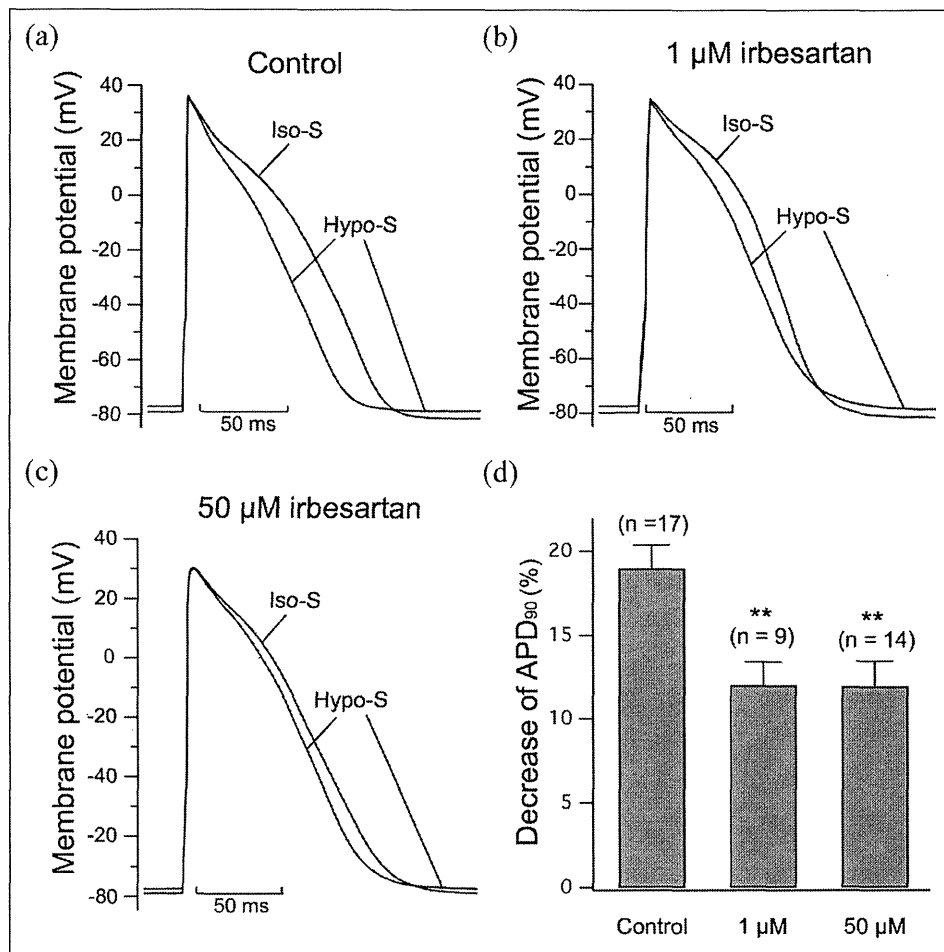 (a)
Control
Membrane potential (mV)
40
20
0
-20
-40
-60
-80
Iso-S
Hypo-S
50 ms
(b)
1 µM irbesartan
Membrane potential (mV)
40
20
0
-20
-40
-60
-80
Iso-S
Hypo-S
50 ms
(c)
50 µM irbesartan
Membrane potential (mV)
40
20
0
-20
-40
-20
-80
Iso-S
Hypo-S
50 ms
(d)
Decrease of APD90 (%)
20
15
10
5
0
(n =17)
**
(n = 9)
**
(n = 14)
Control
1 µM
50 µM